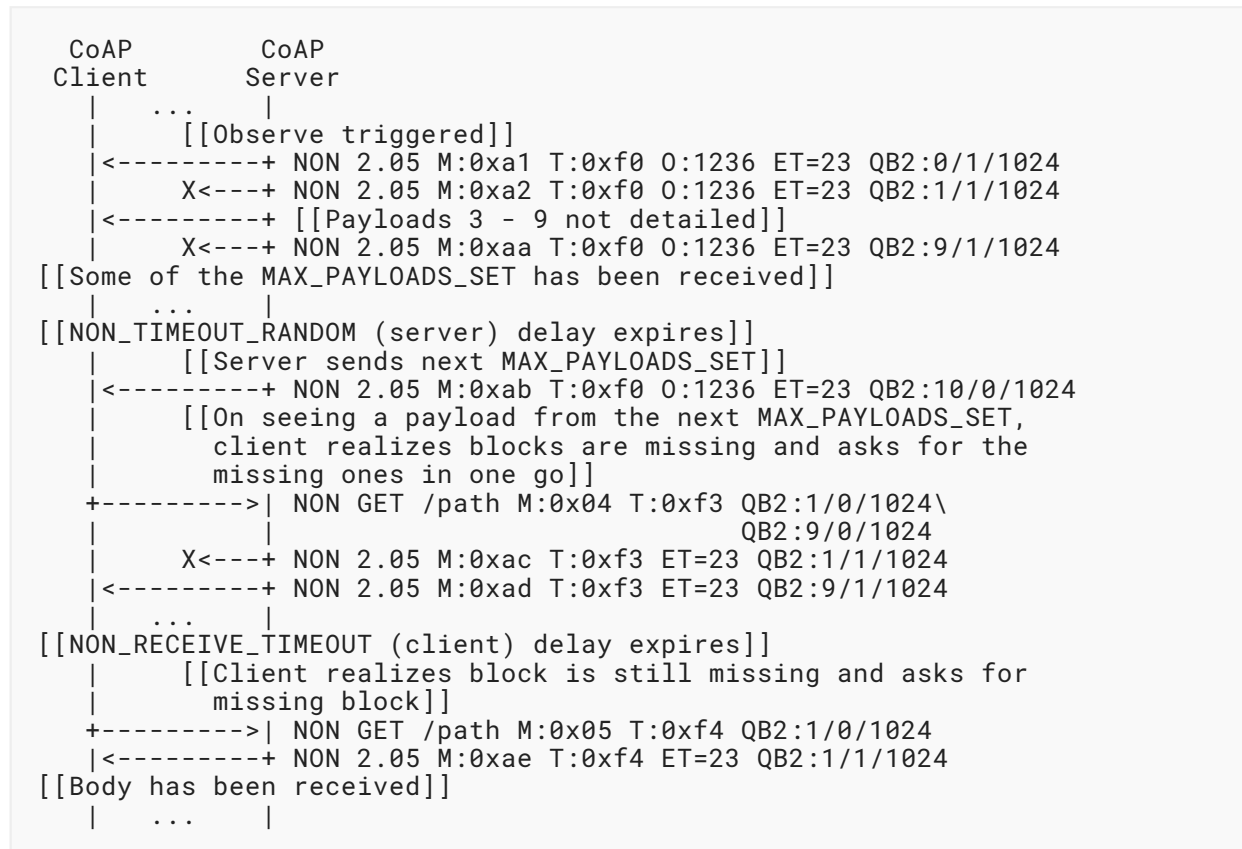 CoAP        CoAP
 Client      Server
   |    ...    |
   |      [[Observe triggered]]
   |<---------+ NON 2.05 M:0xa1 T:0xf0 O:1236 ET=23 QB2:0/1/1024
   |      X<---+ NON 2.05 M:0xa2 T:0xf0 O:1236 ET=23 QB2:1/1/1024
   |<---------+ [[Payloads 3 - 9 not detailed]]
   |      X<---+ NON 2.05 M:0xaa T:0xf0 O:1236 ET=23 QB2:9/1/1024
[[Some of the MAX_PAYLOADS_SET has been received]]
   |    ...    |
[[NON_TIMEOUT_RANDOM (server) delay expires]]
   |      [[Server sends next MAX_PAYLOADS_SET]]
   |<---------+ NON 2.05 M:0xab T:0xf0 O:1236 ET=23 QB2:10/0/1024
   |      [[On seeing a payload from the next MAX_PAYLOADS_SET,
   |        client realizes blocks are missing and asks for the
   |        missing ones in one go]]
   +--------->| NON GET /path M:0x04 T:0xf3 QB2:1/0/1024\
   |          |                             QB2:9/0/1024
   |      X<---+ NON 2.05 M:0xac T:0xf3 ET=23 QB2:1/1/1024
   |<---------+ NON 2.05 M:0xad T:0xf3 ET=23 QB2:9/1/1024
   |    ...    |
[[NON_RECEIVE_TIMEOUT (client) delay expires]]
   |      [[Client realizes block is still missing and asks for
   |        missing block]]
   +--------->| NON GET /path M:0x05 T:0xf4 QB2:1/0/1024
   |<---------+ NON 2.05 M:0xae T:0xf4 ET=23 QB2:1/1/1024
[[Body has been received]]
   |    ...    |